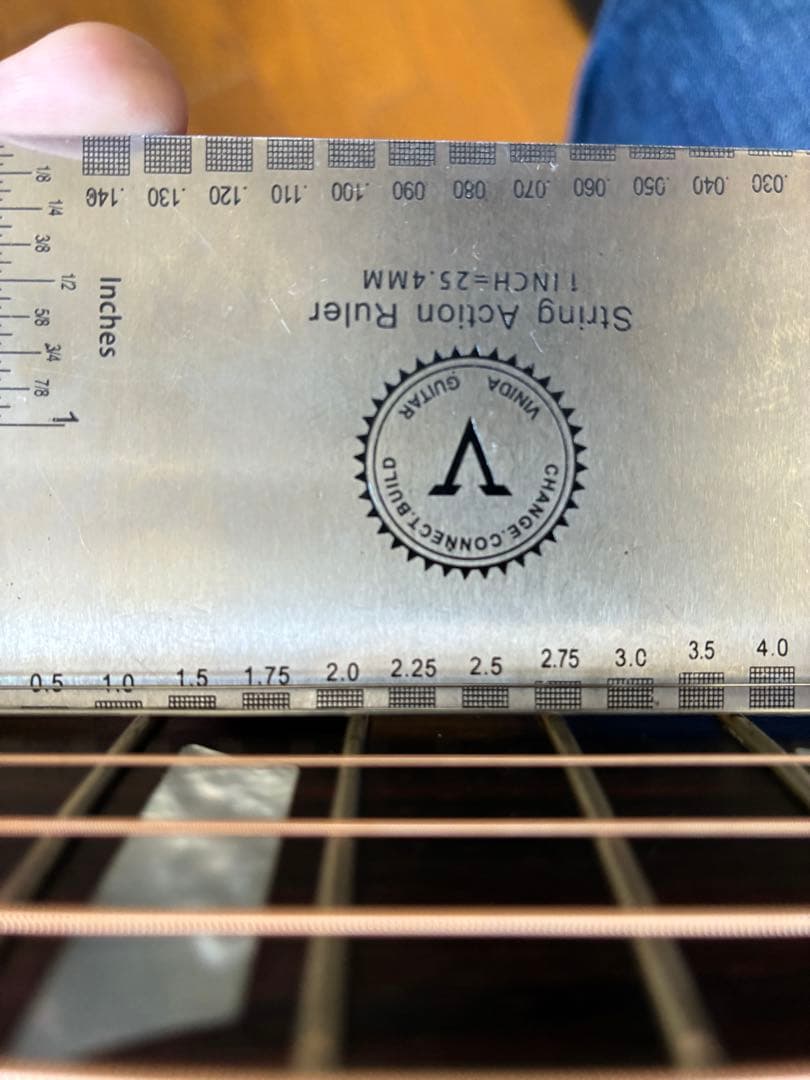 .140 .130 .120 .110 .100 .090 .080 .070 .060 .050 .040 .030
1/8
1/4
3/8
1/2
5/8
3/4
7/8
1
Inches
1 INCH=25.4MM
String Action Ruler
VINIDA GUITAR
CHANGE.CONNECT.BUILD
V
0.5 1.0 1.5 1.75 2.0 2.25 2.5 2.75 3.0 3.5 4.0